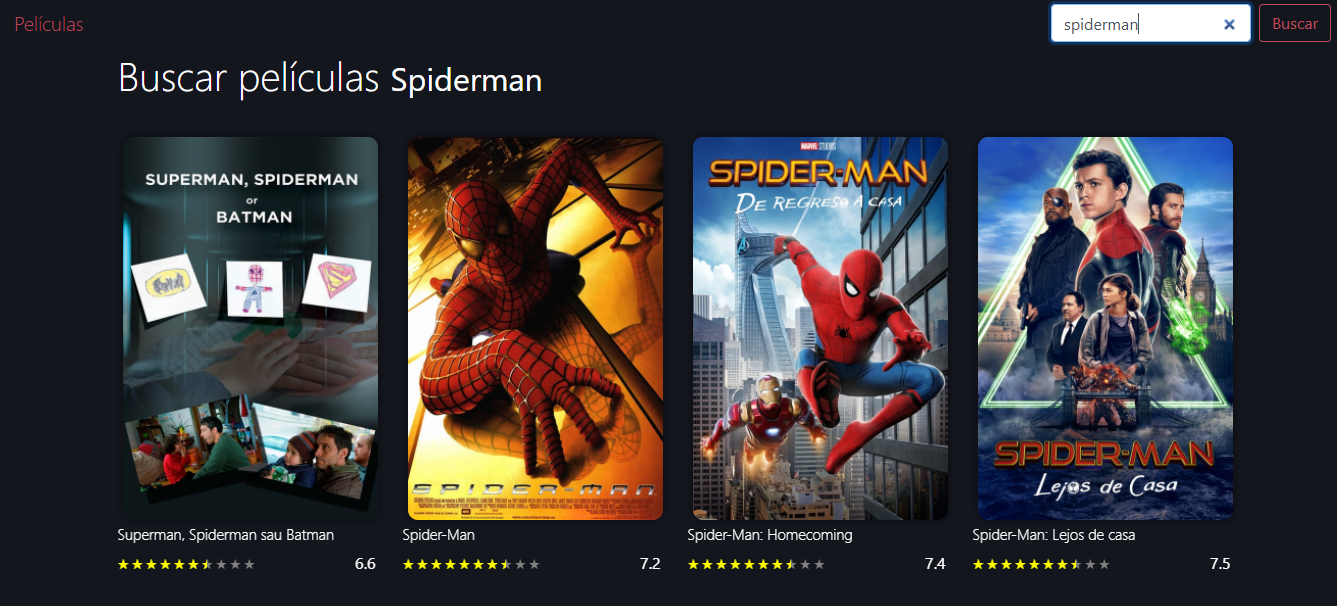 Películas
spiderman
Buscar
Buscar películas Spiderman
SUPERMAN, SPIDERMAN
or
BATMAN
SPIDER-MAN
MARVEL STUDIOS
SPIDER-MAN
DE REGRESO A CASA
SPIDER-MAN
Lejos de Casa
Superman, Spiderman sau Batman
6.6
Spider-Man
7.2
Spider-Man: Homecoming
7.4
Spider-Man: Lejos de casa
7.5